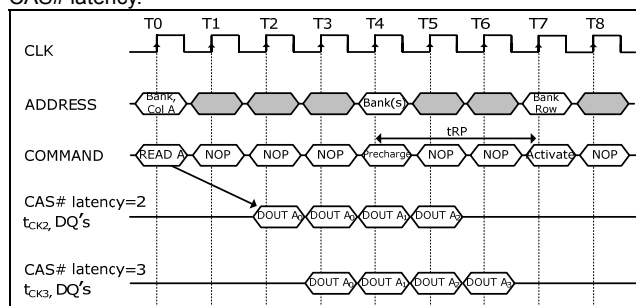 CAS# latency.
T0 T1 T2 T3 T4 T5 T6 T7 T8
CLK
ADDRESS
Bank, Col A
Bank(s)
Bank Row
tRP
COMMAND
READ A NOP NOP NOP Precharge NOP NOP Activate NOP
CAS# latency=2
tCK2, DQ's
DOUT A0 DOUT A0 DOUT A1 DOUT A2
CAS# latency=3
tCK3, DQ's
DOUT A0 DOUT A1 DOUT A2 DOUT A3